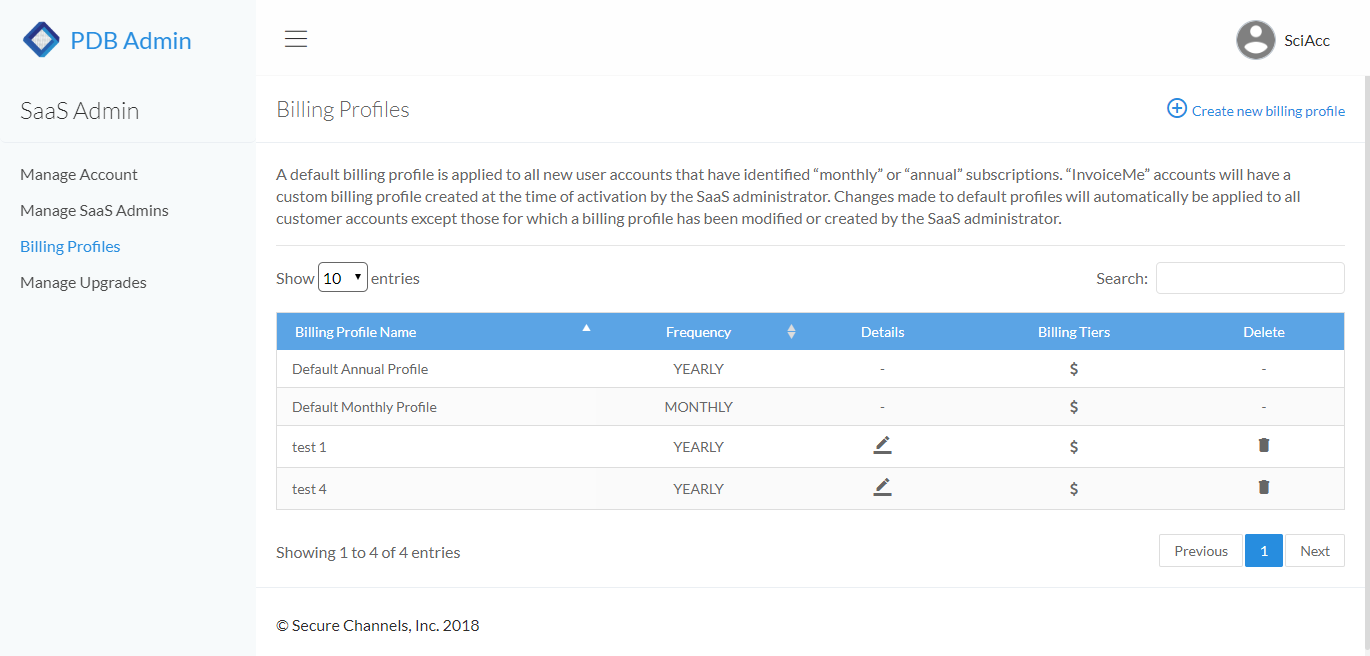 PDB Admin
SciAcc
SaaS Admin
Manage Account
Manage SaaS Admins
Billing Profiles
Manage Upgrades
Billing Profiles
Create new billing profile
A default billing profile is applied to all new user accounts that have identified “monthly” or “annual” subscriptions. “InvoiceMe” accounts will have a
custom billing profile created at the time of activation by the SaaS administrator. Changes made to default profiles will automatically be applied to all
customer accounts except those for which a billing profile has been modified or created by the SaaS administrator.
Show 10 entries
Search:
Billing Profile Name Frequency Details Billing Tiers Delete
Default Annual Profile YEARLY - $ -
Default Monthly Profile MONTHLY - $ -
test 1 YEARLY $
test 4 YEARLY $
Showing 1 to 4 of 4 entries
Previous 1 Next
© Secure Channels, Inc. 2018